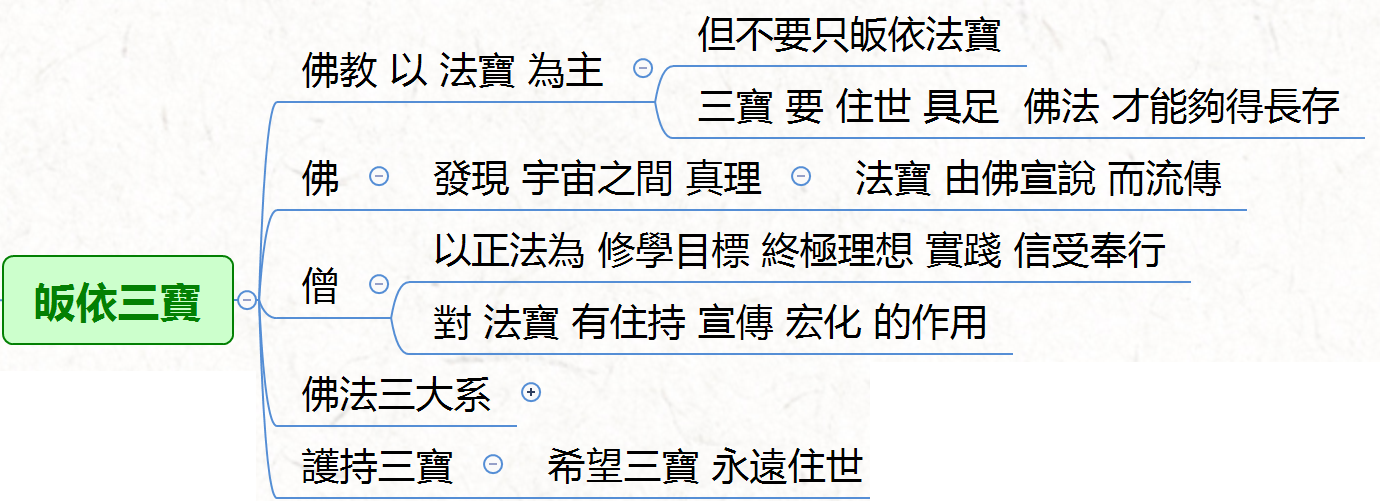 皈依三寶
佛教 以 法寶 為主
但不要只皈依法寶
三寶 要 住世 具足 佛法 才能夠得長存
佛
發現 宇宙之間 真理
法寶 由佛宣說 而流傳
僧
以正法為 修學目標 終極理想 實踐 信受奉行
對 法寶 有住持 宣傳 宏化 的作用
佛法三大系
護持三寶
希望三寶 永遠住世